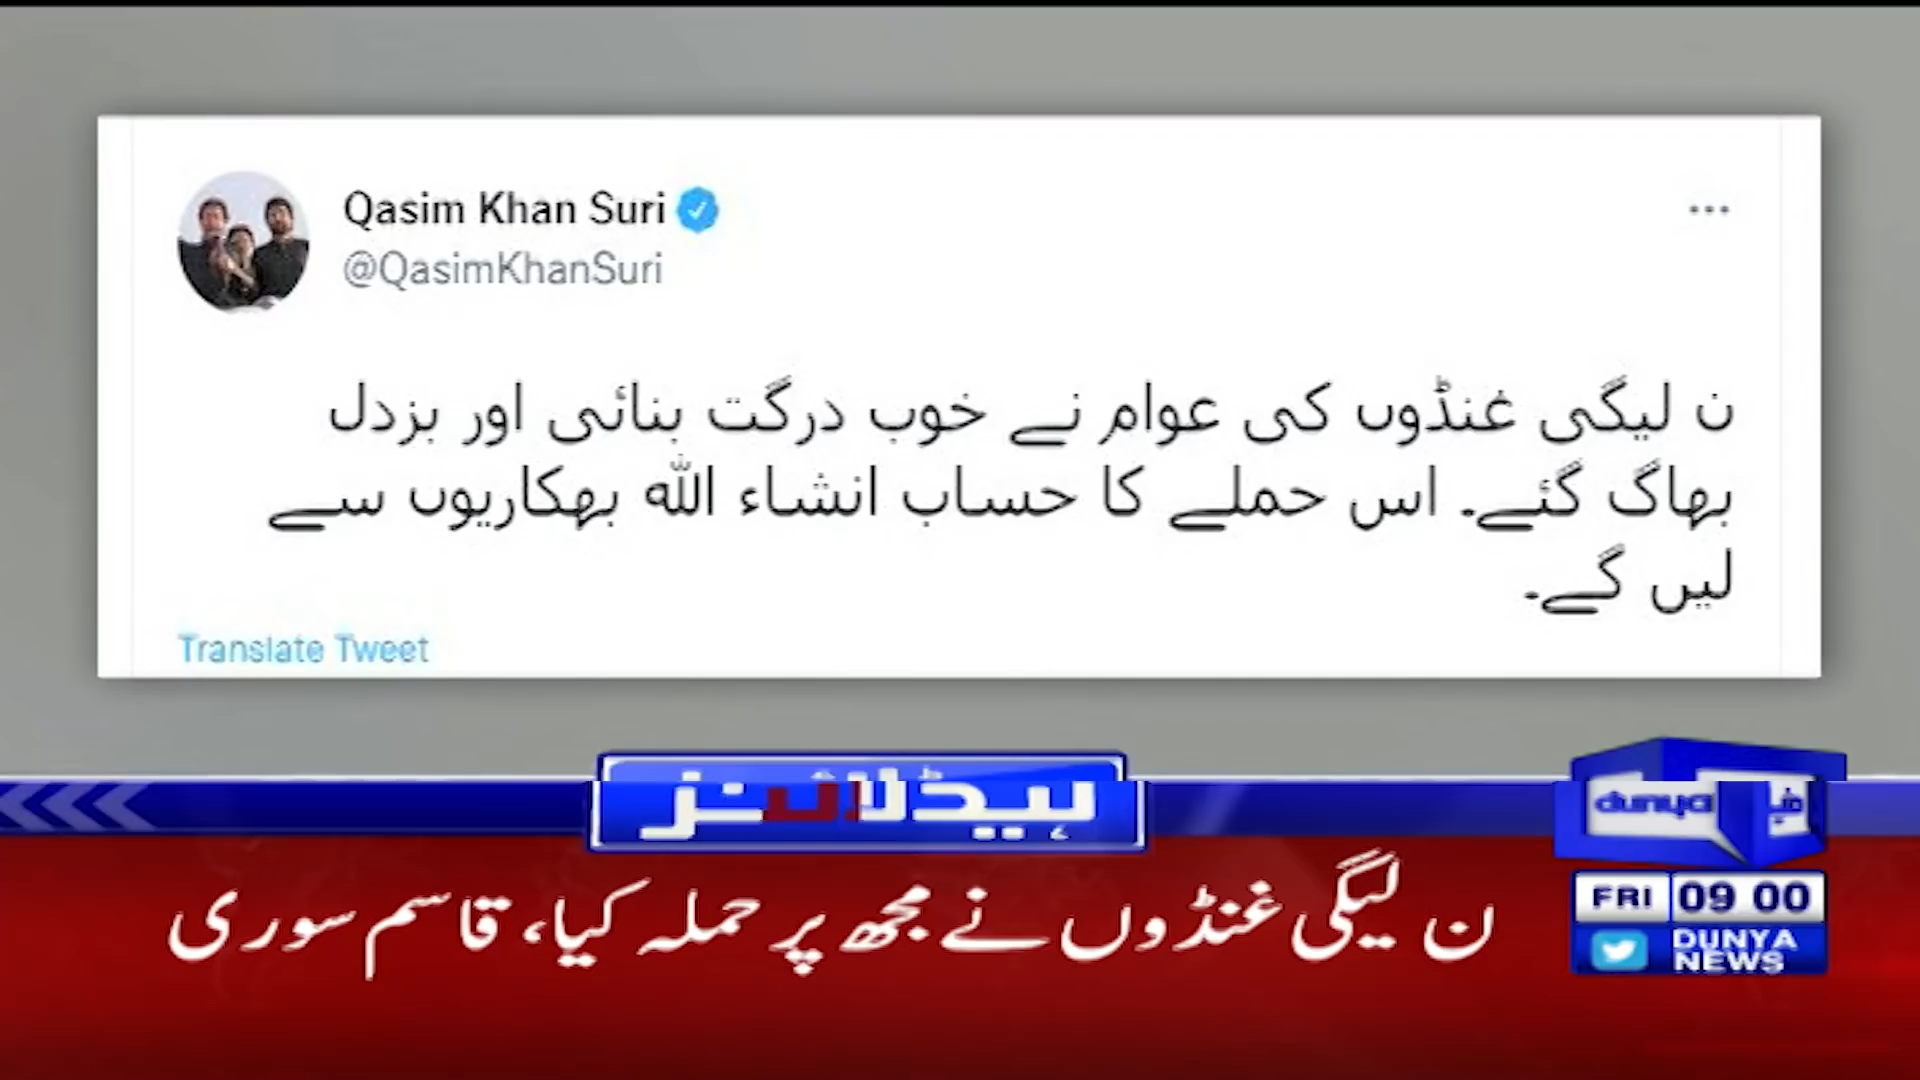 Qasim Khan Suri
@QasimKhanSuri
ن لیگی غنڈوں کی عوام نے خوب درگت بنائی اور بزدل
بھاگ گئے۔ اس حملے کا حساب انشاء اللہ بھکاریوں سے
لیں گے۔
Translate Tweet
ہیڈلائنز
dunya دنیا
ن لیگی غنڈوں نے مجھ پر حملہ کیا، قاسم سوری
FRI 09 00
DUNYA
NEWS